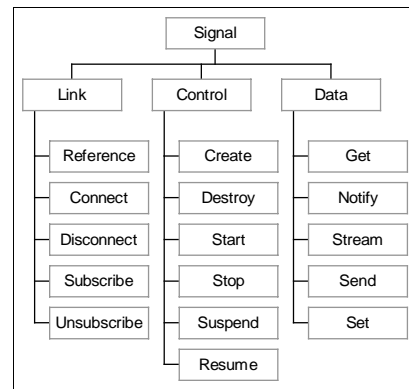 Signal
Link
Control
Data
Reference
Create
Get
Connect
Destroy
Notify
Disconnect
Start
Stream
Subscribe
Stop
Send
Unsubscribe
Suspend
Set
Resume